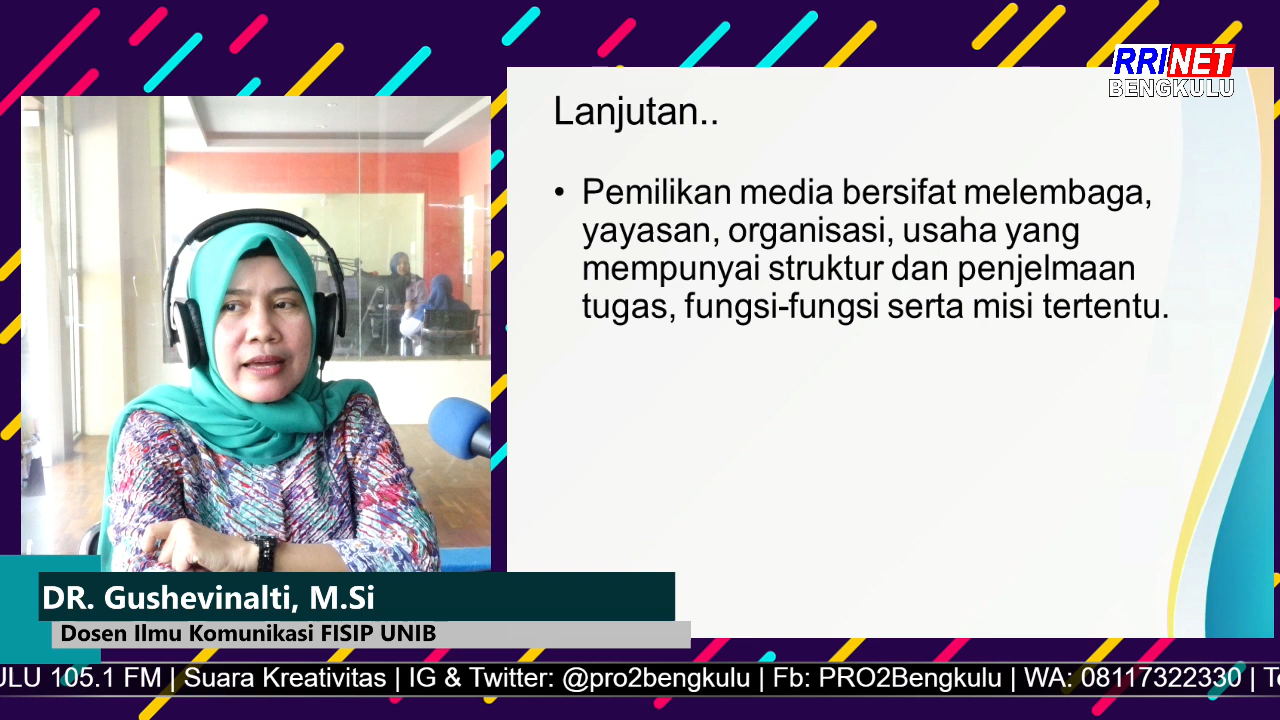 RRINET
BENGKULU
Lanjutan..
• Pemilikan media bersifat melembaga,
yayasan, organisasi, usaha yang
mempunyai struktur dan penjelmaan
tugas, fungsi-fungsi serta misi tertentu.
DR. Gushevinalti, M.Si
Dosen Ilmu Komunikasi FISIP UNIB
ULU 105.1 FM | Suara Kreativitas | IG & Twitter: @pro2bengkulu | Fb: PRO2Bengkulu | WA: 08117322330 | Te